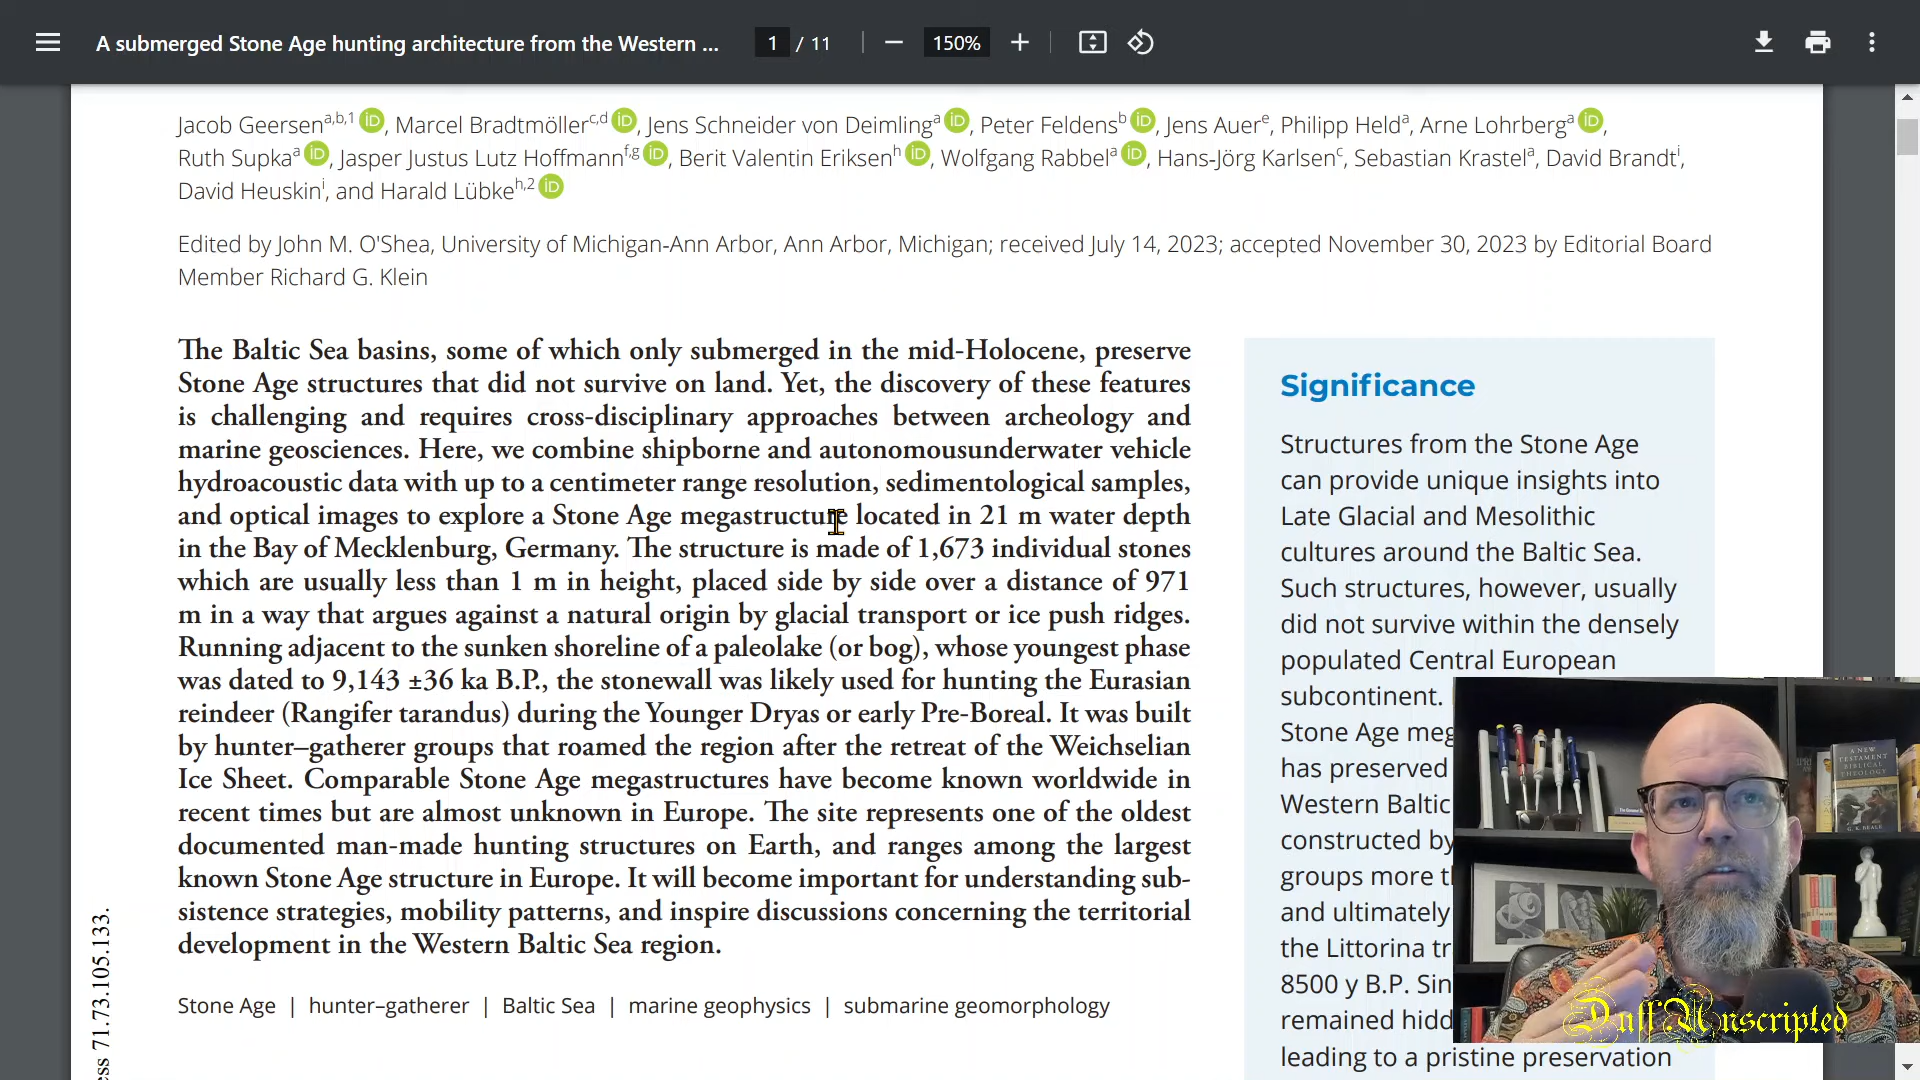 A submerged Stone Age hunting architecture from the Western ...
1 / 11
150%
Jacob Geersen a,b,1 iD, Marcel Bradtmöller c,d iD, Jens Schneider von Deimling a iD, Peter Feldens b iD, Jens Auer e, Philipp Held a, Arne Lohrberg a iD,
Ruth Supka a iD, Jasper Justus Lutz Hoffmann f,g iD, Berit Valentin Eriksen h iD, Wolfgang Rabbel a iD, Hans-Jörg Karlsen c, Sebastian Krastel a, David Brandt i,
David Heuskin i, and Harald Lübke h,2 iD
Edited by John M. O'Shea, University of Michigan-Ann Arbor, Ann Arbor, Michigan; received July 14, 2023; accepted November 30, 2023 by Editorial Board
Member Richard G. Klein
The Baltic Sea basins, some of which only submerged in the mid-Holocene, preserve
Stone Age structures that did not survive on land. Yet, the discovery of these features
is challenging and requires cross-disciplinary approaches between archeology and
marine geosciences. Here, we combine shipborne and autonomousunderwater vehicle
hydroacoustic data with up to a centimeter range resolution, sedimentological samples,
and optical images to explore a Stone Age megastructure located in 21 m water depth
in the Bay of Mecklenburg, Germany. The structure is made of 1,673 individual stones
which are usually less than 1 m in height, placed side by side over a distance of 971
m in a way that argues against a natural origin by glacial transport or ice push ridges.
Running adjacent to the sunken shoreline of a paleolake (or bog), whose youngest phase
was dated to 9,143 ±36 ka B.P., the stonewall was likely used for hunting the Eurasian
reindeer (Rangifer tarandus) during the Younger Dryas or early Pre-Boreal. It was built
by hunter–gatherer groups that roamed the region after the retreat of the Weichselian
Ice Sheet. Comparable Stone Age megastructures have become known worldwide in
recent times but are almost unknown in Europe. The site represents one of the oldest
documented man-made hunting structures on Earth, and ranges among the largest
known Stone Age structure in Europe. It will become important for understanding sub-
sistence strategies, mobility patterns, and inspire discussions concerning the territorial
development in the Western Baltic Sea region.
Stone Age | hunter–gatherer | Baltic Sea | marine geophysics | submarine geomorphology
Significance
Structures from the Stone Age
can provide unique insights into
Late Glacial and Mesolithic
cultures around the Baltic Sea.
Such structures, however, usually
did not survive within the densely
populated Central European
subcontinent.
Stone Age meg
has preserved
Western Baltic
constructed by
groups more t
and ultimately
the Littorina tr
8500 y B.P. Sin
remained hidd
leading to a pristine preservation
ess 71.73.105.133.
A NEW
TESTAMENT
BIBLICAL
THEOLOGY
G. K. BEALE
Duff Unscripted